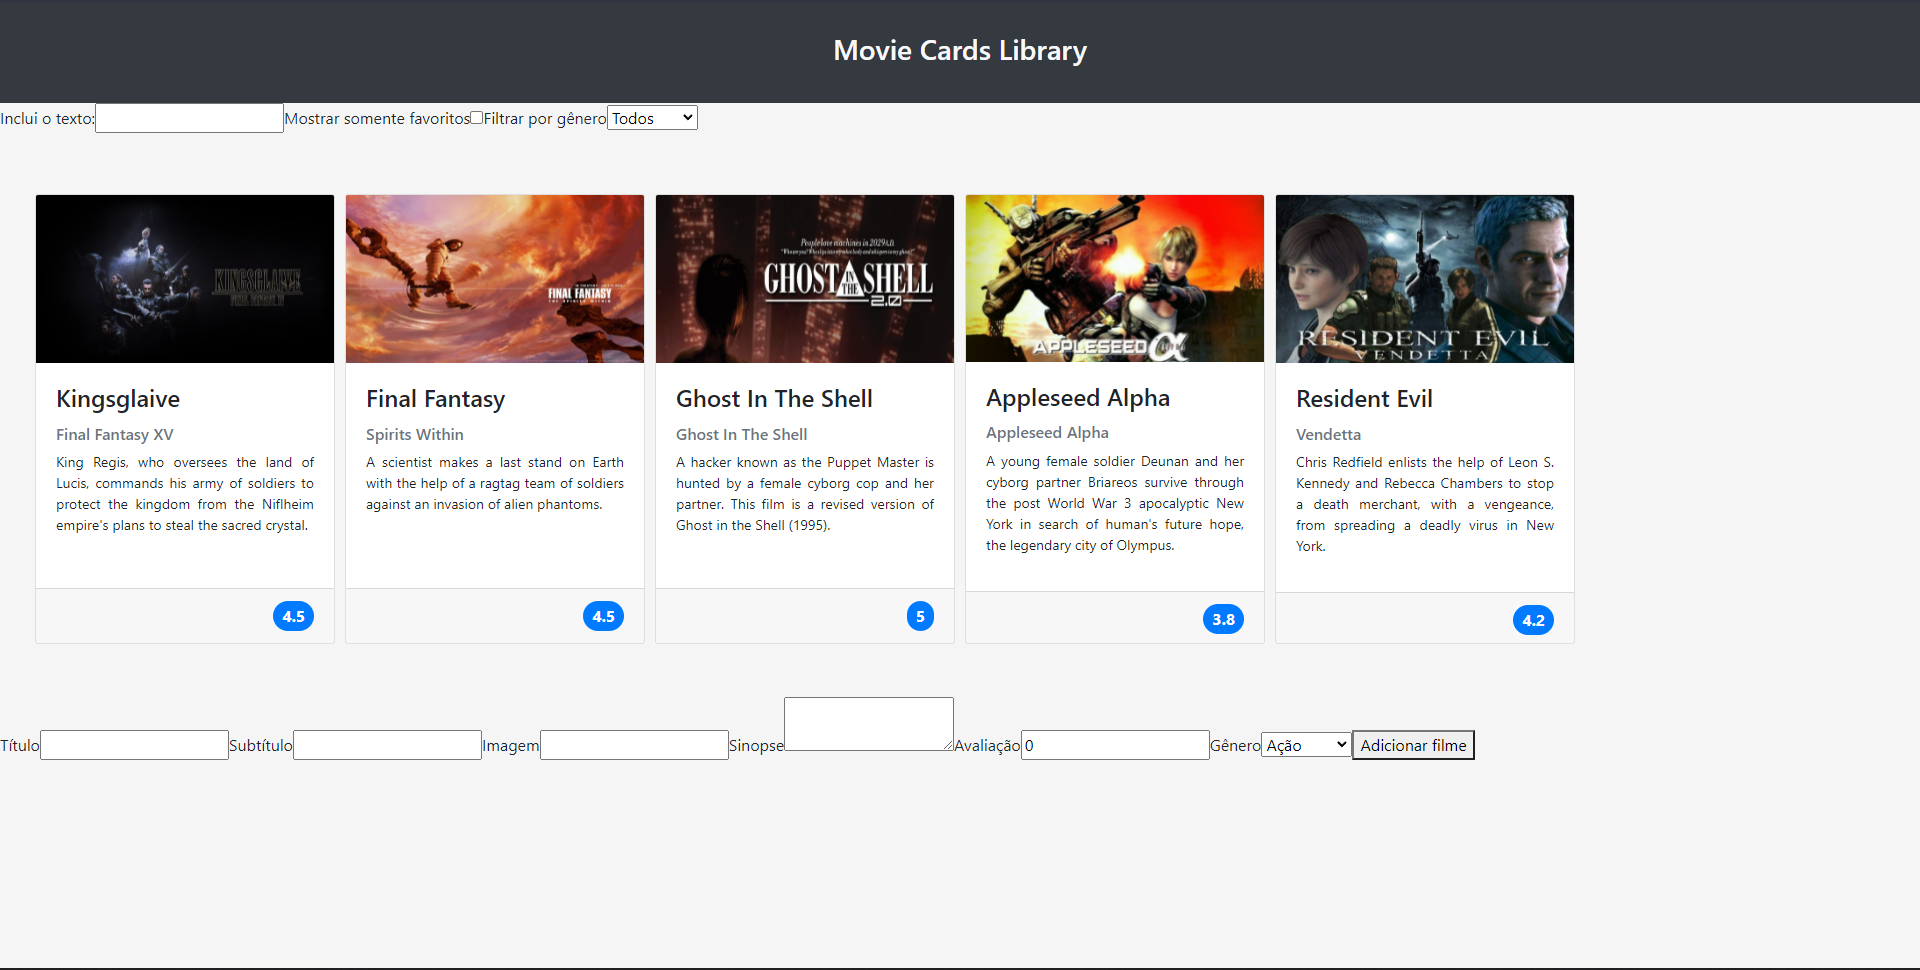 Movie Cards Library
Inclui o texto: Mostrar somente favoritos Filtrar por gênero Todos
KINGSGLAIVE
FINAL FANTASY XV
FINAL FANTASY
THE SPIRITS WITHIN
People love machines in 2029 A.D.
GHOST IN THE SHELL
2.0
APPLESEED α
RESIDENT EVIL
VENDETTA
Kingsglaive
Final Fantasy XV
King Regis, who oversees the land of
Lucis, commands his army of soldiers to
protect the kingdom from the Niflheim
empire's plans to steal the sacred crystal.
4.5
Final Fantasy
Spirits Within
A scientist makes a last stand on Earth
with the help of a ragtag team of soldiers
against an invasion of alien phantoms.
4.5
Ghost In The Shell
Ghost In The Shell
A hacker known as the Puppet Master is
hunted by a female cyborg cop and her
partner. This film is a revised version of
Ghost in the Shell (1995).
5
Appleseed Alpha
Appleseed Alpha
A young female soldier Deunan and her
cyborg partner Briareos survive through
the post World War 3 apocalyptic New
York in search of human's future hope,
the legendary city of Olympus.
3.8
Resident Evil
Vendetta
Chris Redfield enlists the help of Leon S.
Kennedy and Rebecca Chambers to stop
a death merchant, with a vengeance,
from spreading a deadly virus in New
York.
4.2
Título Subtítulo Imagem Sinopse Avaliação 0 Gênero Ação Adicionar filme